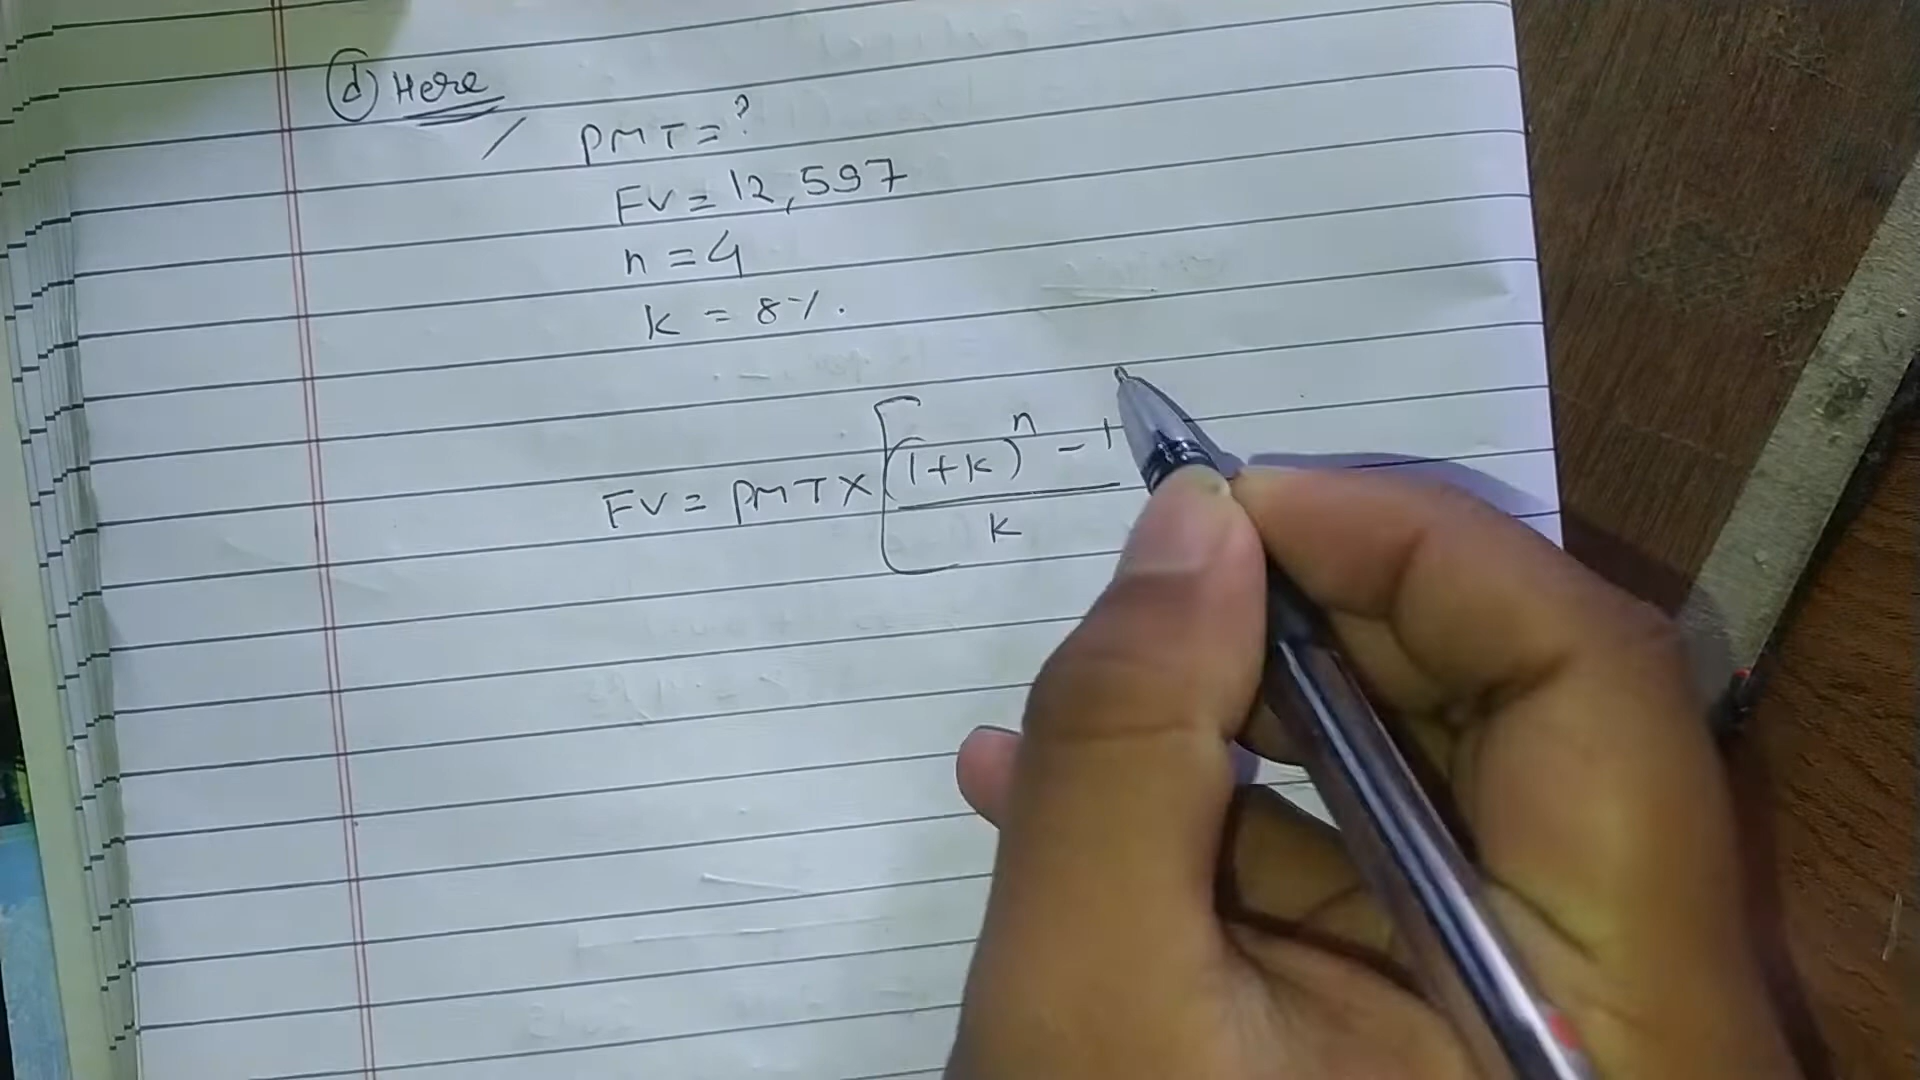 (d) Here
PMT = ?
FV = 12,597
n = 4
k = 8%.
FV = PMT x [(1+k)^n - 1
k